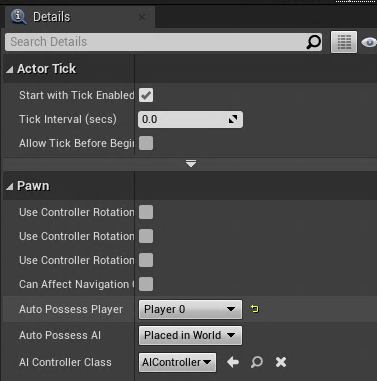 Details
Search Details
Actor Tick
Start with Tick Enabled
Tick Interval (secs) 0.0
Allow Tick Before Begin
Pawn
Use Controller Rotation
Use Controller Rotation
Use Controller Rotation
Can Affect Navigation
Auto Possess Player Player 0
Auto Possess AI Placed in World
AI Controller Class AIController